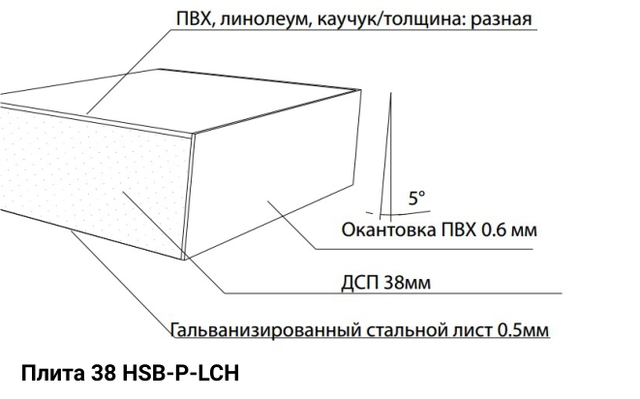 ПВХ, линолеум, каучук/толщина: разная
5°
Окантовка ПВХ 0.6 мм
ДСП 38мм
Гальванизированный стальной лист 0.5мм
Плита 38 HSB-P-LCH